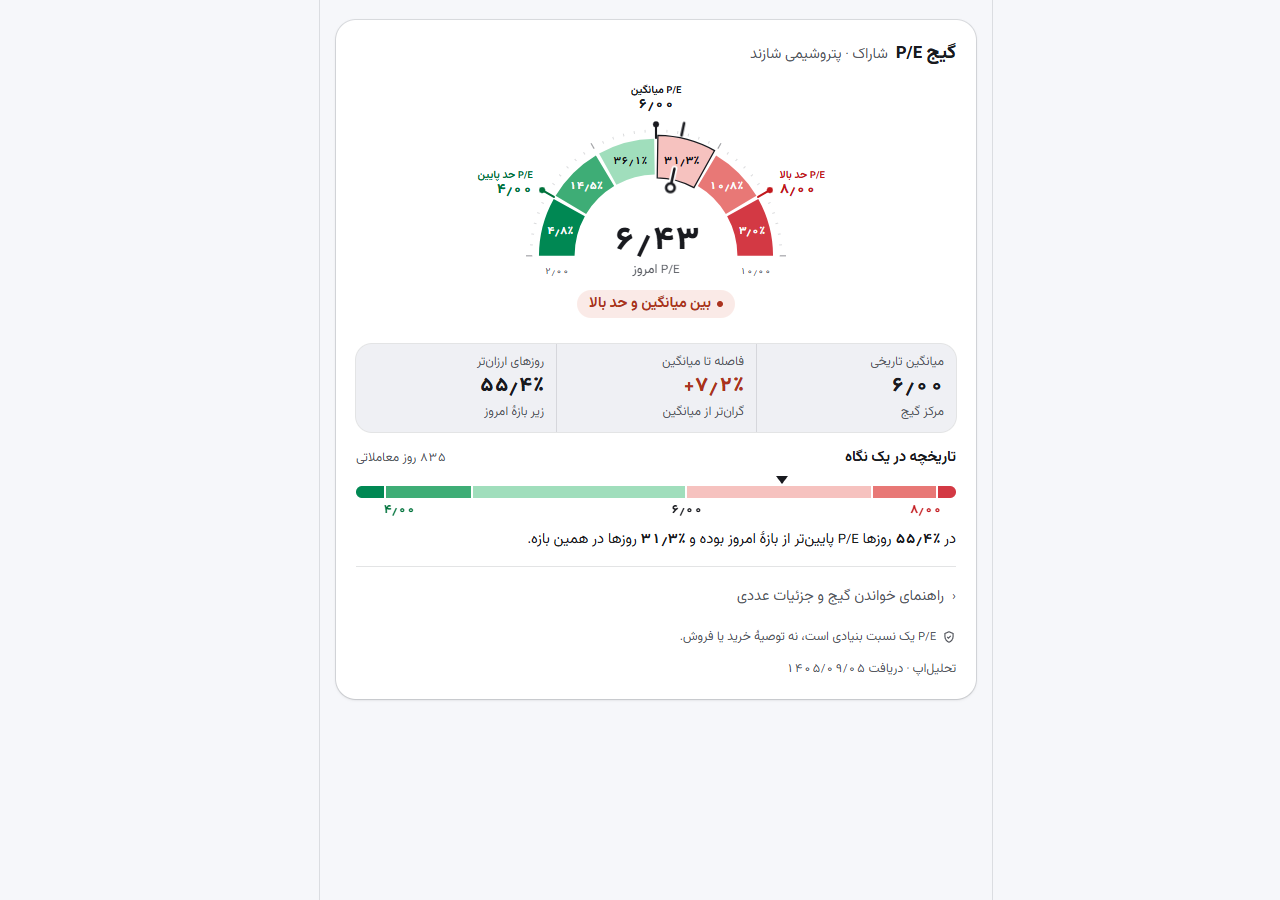 گیج P/E شاراک · پتروشیمی شازند
P/E میانگین
۶٫۰۰
۳۶٫۱٪
۳۱٫۳٪
P/E حد پایین
۴٫۰۰
۱۴٫۵٪
۱۰٫۸٪
P/E حد بالا
۸٫۰۰
۴٫۸٪
۳٫۰٪
۶٫۴۳
P/E امروز
۲٫۰۰
۱۰٫۰۰
بین میانگین و حد بالا
میانگین تاریخی
۶٫۰۰
مرکز گیج
فاصله تا میانگین
+۷٫۲٪
گران‌تر از میانگین
روزهای ارزان‌تر
۵۵٫۴٪
زیر بازهٔ امروز
تاریخچه در یک نگاه
۸۳۵ روز معاملاتی
۸٫۰۰
۶٫۰۰
۴٫۰۰
در ۵۵٫۴٪ روزها P/E پایین‌تر از بازهٔ امروز بوده و ۳۱٫۳٪ روزها در همین بازه.
‹ راهنمای خواندن گیج و جزئیات عددی
P/E یک نسبت بنیادی است، نه توصیهٔ خرید یا فروش.
تحلیل‌اپ · دریافت ۱۴۰۵/۰۹/۰۵